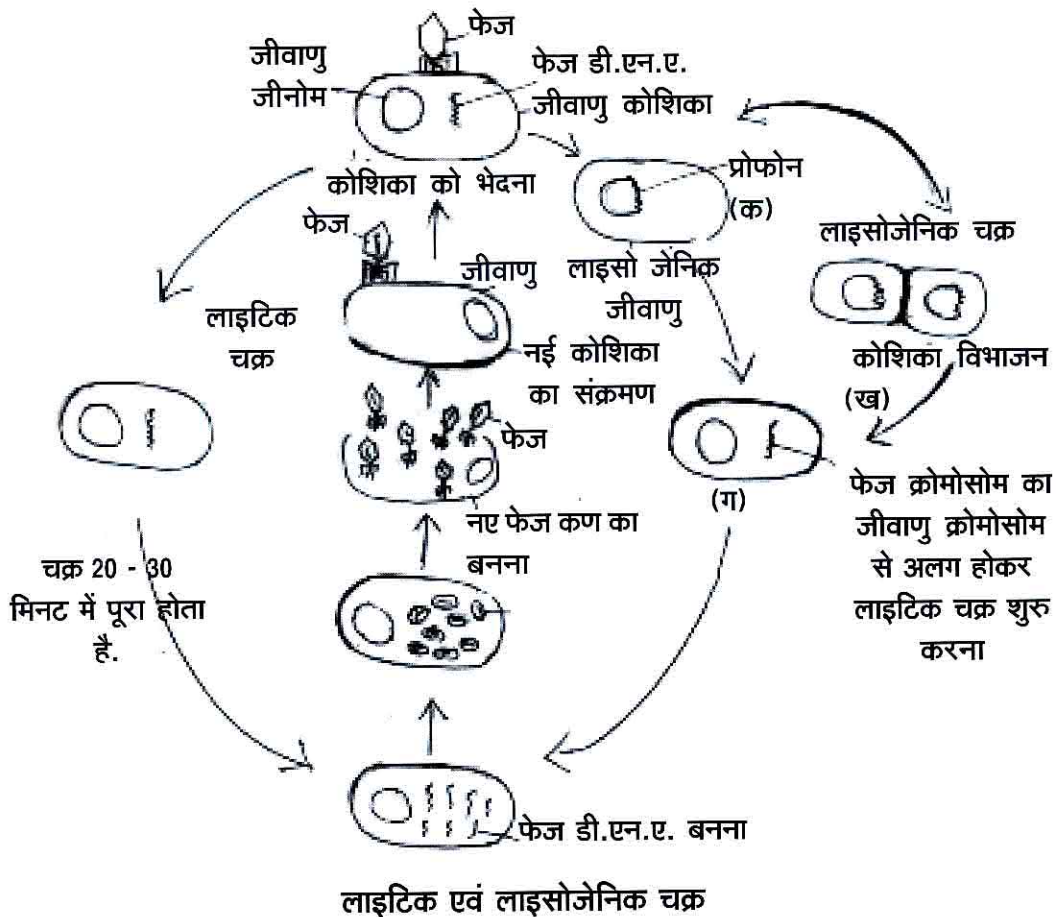 फेज
जीवाणु
जीनोम
फेज डी.एन.ए.
जीवाणु कोशिका
कोशिका को भेदना
प्रोफोन
(क)
लाइसो जेनिक
जीवाणु
लाइसोजेनिक चक्र
कोशिका विभाजन
(ख)
फेज
जीवाणु
नई कोशिका
का संक्रमण
लाइटिक
चक्र
फेज
नए फेज कण का
बनना
(ग)
फेज क्रोमोसोम का
जीवाणु क्रोमोसोम
से अलग होकर
लाइटिक चक्र शुरु
करना
चक्र 20 - 30
मिनट में पूरा होता
है.
फेज डी.एन.ए. बनना
लाइटिक एवं लाइसोजेनिक चक्र